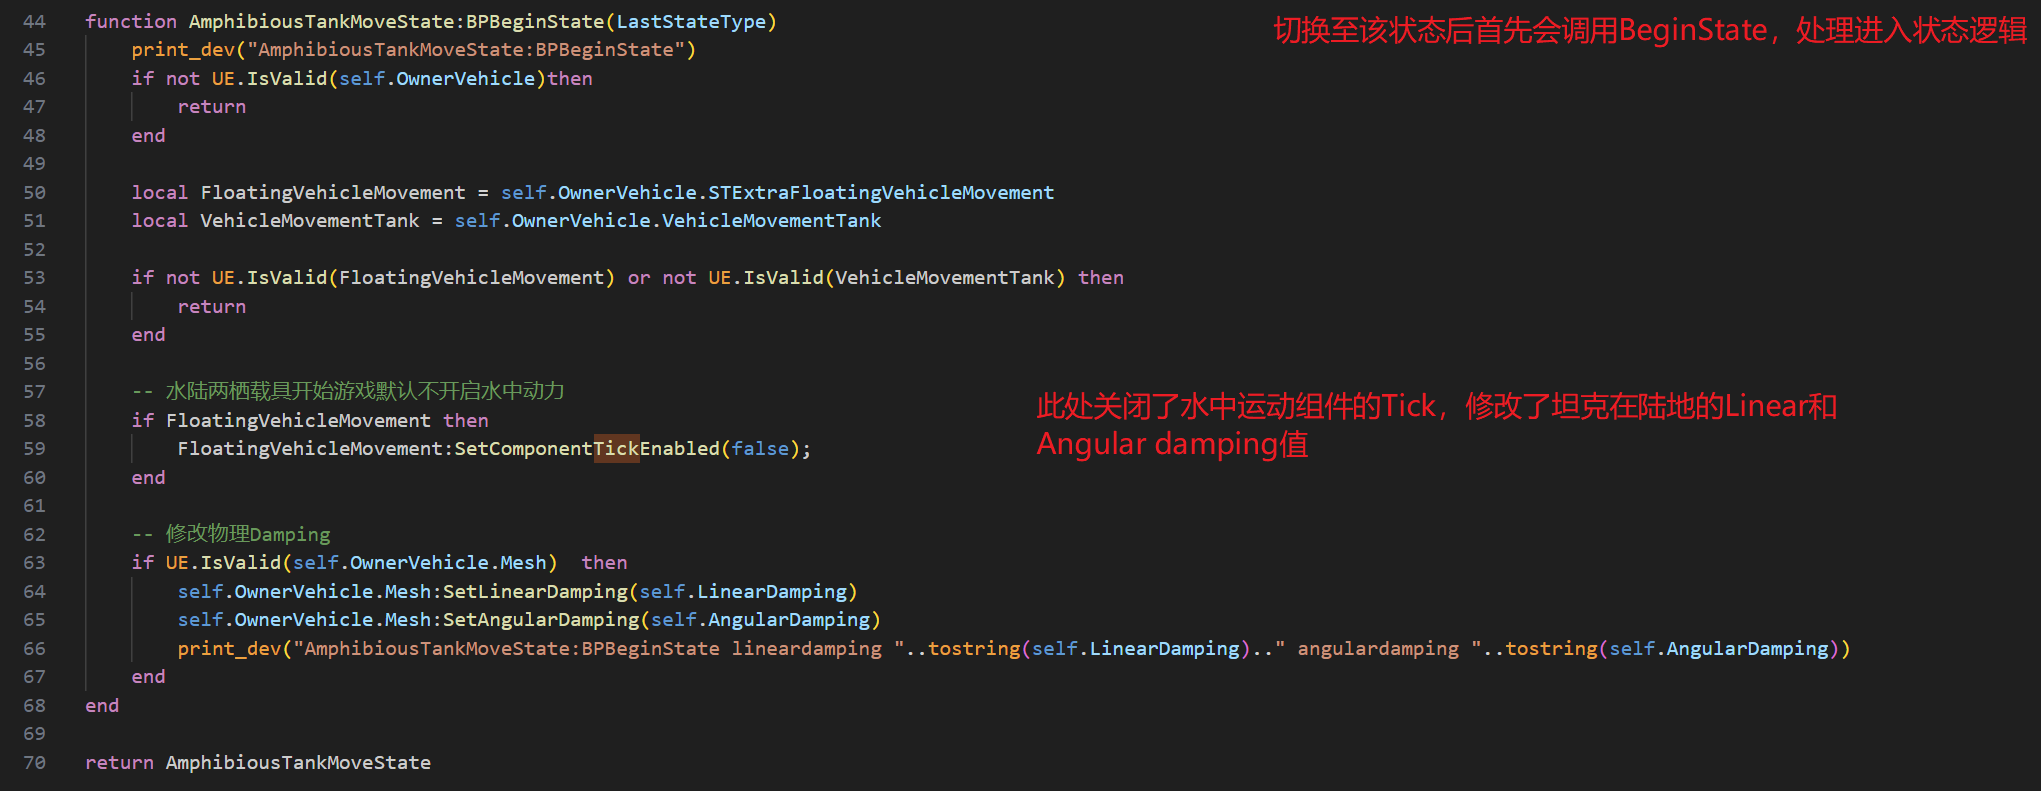 44 function AmphibiousTankMoveState:BPBeginState(LastStateType)
切换至该状态后首先会调用BeginState，处理进入状态逻辑
45     print_dev("AmphibiousTankMoveState:BPBeginState")
46     if not UE.IsValid(self.OwnerVehicle)then
47         return
48     end
49
50     local FloatingVehicleMovement = self.OwnerVehicle.STExtraFloatingVehicleMovement
51     local VehicleMovementTank = self.OwnerVehicle.VehicleMovementTank
52
53     if not UE.IsValid(FloatingVehicleMovement) or not UE.IsValid(VehicleMovementTank) then
54         return
55     end
56
57     -- 水陆两栖载具开始游戏默认不开启水中动力
58     if FloatingVehicleMovement then
59         FloatingVehicleMovement:SetComponentTickEnabled(false);
此处关闭了水中运动组件的Tick，修改了坦克在陆地的Linear和
Angular damping值
60     end
61
62     -- 修改物理Damping
63     if UE.IsValid(self.OwnerVehicle.Mesh)  then
64         self.OwnerVehicle.Mesh:SetLinearDamping(self.LinearDamping)
65         self.OwnerVehicle.Mesh:SetAngularDamping(self.AngularDamping)
66         print_dev("AmphibiousTankMoveState:BPBeginState lineardamping "..tostring(self.LinearDamping).." angulardamping "..tostring(self.AngularDamping))
67     end
68 end
69
70 return AmphibiousTankMoveState